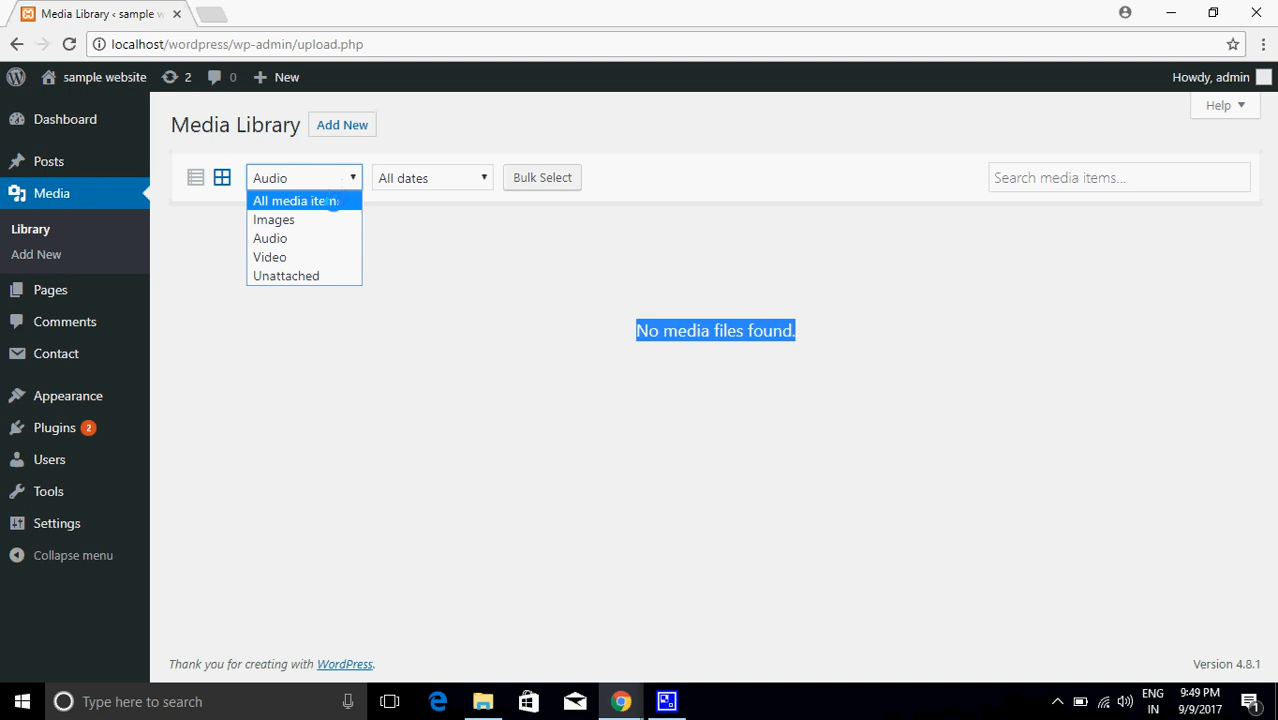 Media Library ‹ sample w
localhost/wordpress/wp-admin/upload.php
sample website 2 0 New Howdy, admin
Help
Dashboard
Posts
Media
Library
Add New
Pages
Comments
Contact
Appearance
Plugins 2
Users
Tools
Settings
Collapse menu
Media Library Add New
Audio All dates Bulk Select Search media items...
All media items
Images
Audio
Video
Unattached
No media files found.
Thank you for creating with WordPress. Version 4.8.1
Type here to search
ENG
IN
9:49 PM
9/9/2017
1